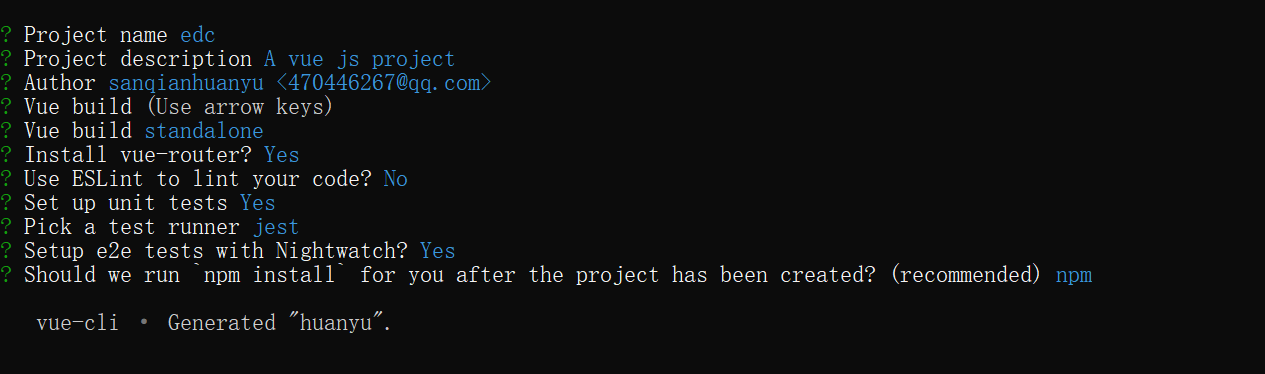 ? Project name edc
? Project description A vue js project
? Author sanqianhuanyu <470446267@qq.com>
? Vue build (Use arrow keys)
? Vue build standalone
? Install vue-router? Yes
? Use ESLint to lint your code? No
? Set up unit tests Yes
? Pick a test runner jest
? Setup e2e tests with Nightwatch? Yes
? Should we run `npm install` for you after the project has been created? (recommended) npm
vue-cli · Generated "huanyu".